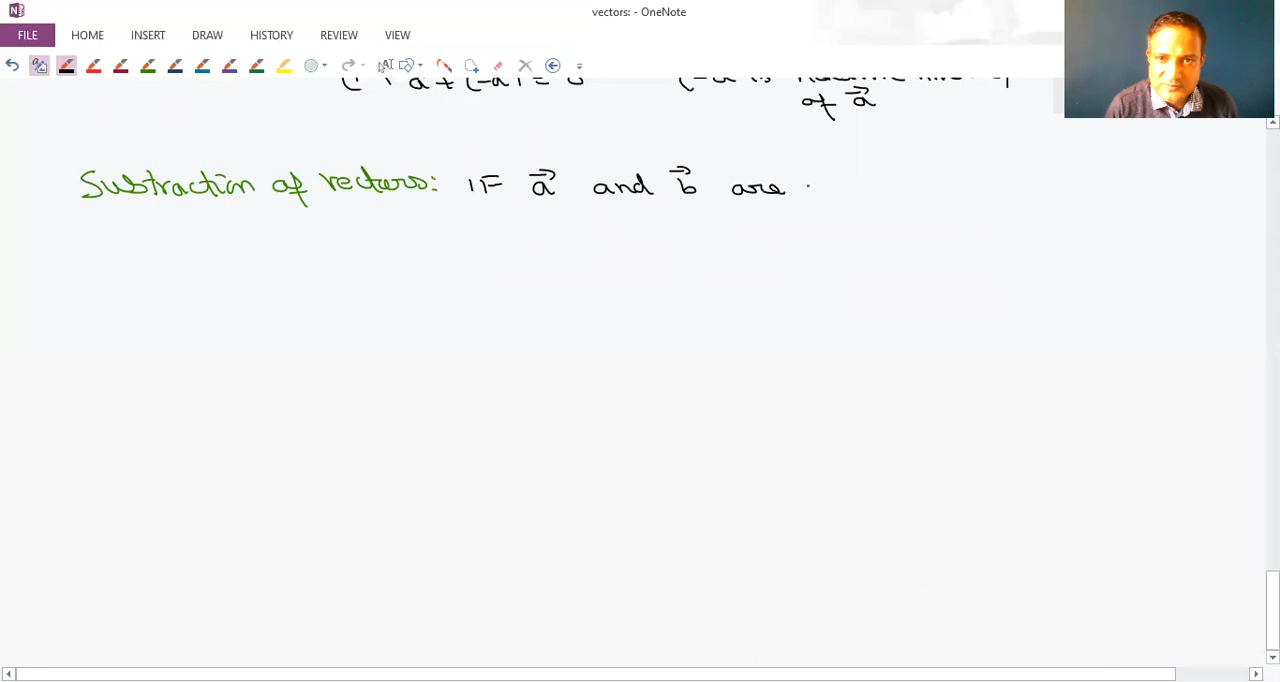 vectors: - OneNote
FILE HOME INSERT DRAW HISTORY REVIEW VIEW
of a⃗
Subtraction of vectors: IF a⃗ and b⃗ are